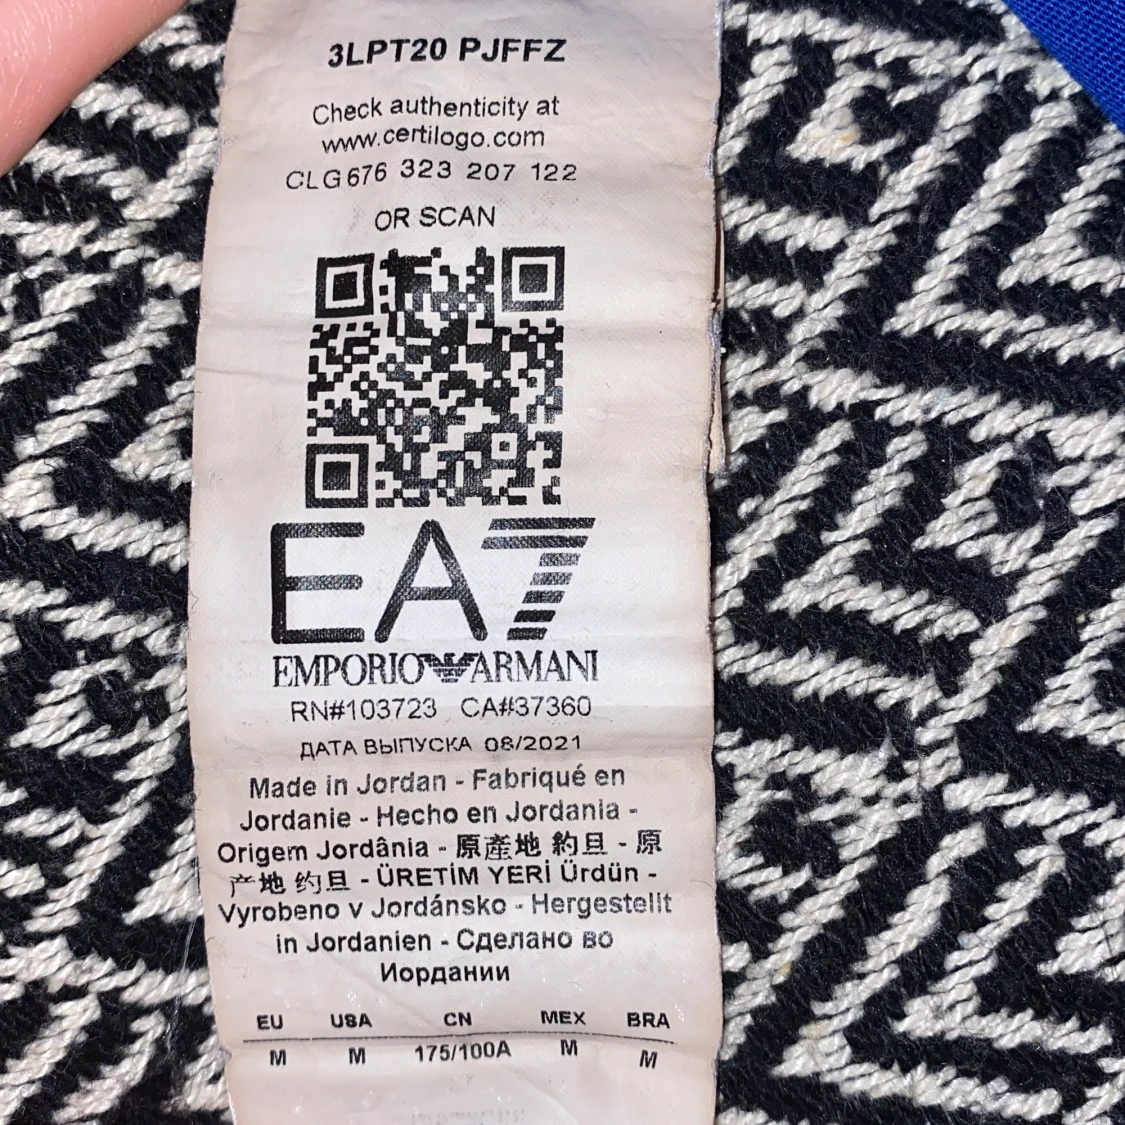 3LPT20 PJFFZ
Check authenticity at
www.certilogo.com
CLG676 323 207 122
OR SCAN
EA7
EMPORIO ARMANI
RN#103723 CA#37360
ДАТА ВЫПУСКА 08/2021
Made in Jordan - Fabriqué en
Jordanie - Hecho en Jordania -
Origem Jordânia - 原產地 約旦 - 原
产地 约旦 - ÜRETİM YERİ Ürdün -
Vyrobeno v Jordánsko - Hergestellt
in Jordanien - Сделано во
Иордании
EU USA CN MEX BRA
M M 175/100A M M